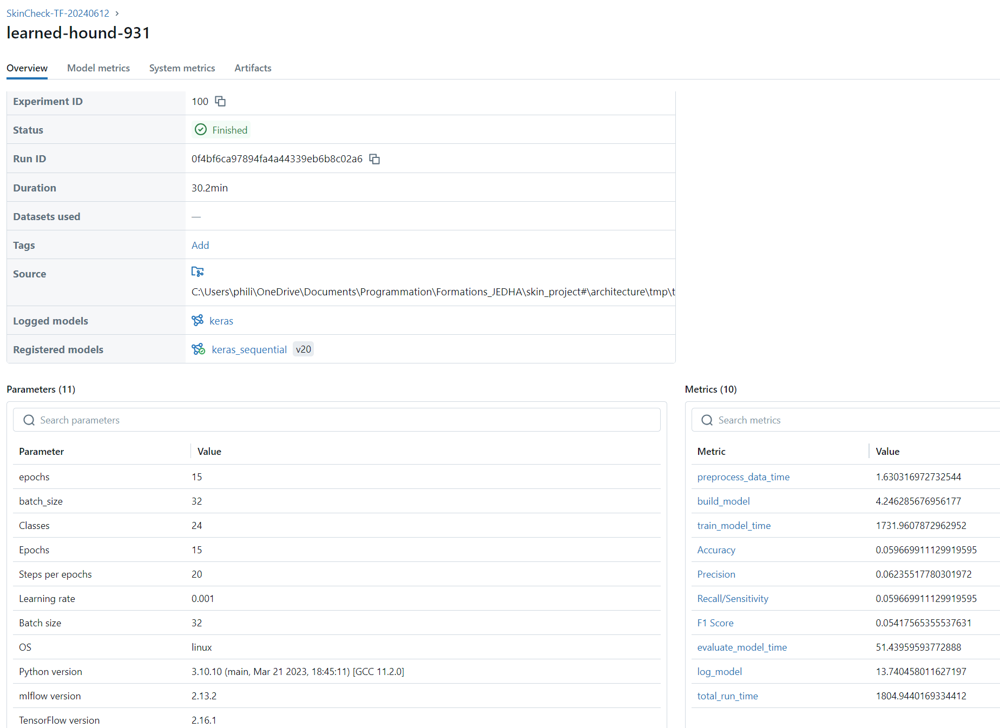 SkinCheck-TF-20240612 >
learned-hound-931
Overview Model metrics System metrics Artifacts
Experiment ID 100
Status Finished
Run ID 0f4bf6ca97894fa4a44339eb6b8c02a6
Duration 30.2min
Datasets used —
Tags Add
Source
C:\Users\phili\OneDrive\Documents\Programmation\Formations_JEDHA\skin_project#\architecture\tmp\t
Logged models keras
Registered models keras_sequential v20
Parameters (11)
Search parameters
Parameter Value
epochs 15
batch_size 32
Classes 24
Epochs 15
Steps per epochs 20
Learning rate 0.001
Batch size 32
OS linux
Python version 3.10.10 (main, Mar 21 2023, 18:45:11) [GCC 11.2.0]
mlflow version 2.13.2
TensorFlow version 2.16.1
Metrics (10)
Search metrics
Metric Value
preprocess_data_time 1.630316972732544
build_model 4.246285676956177
train_model_time 1731.9607872962952
Accuracy 0.059669911129919595
Precision 0.06235517780301972
Recall/Sensitivity 0.059669911129919595
F1 Score 0.05417565355537631
evaluate_model_time 51.43959593772888
log_model 13.740458011627197
total_run_time 1804.9440169334412